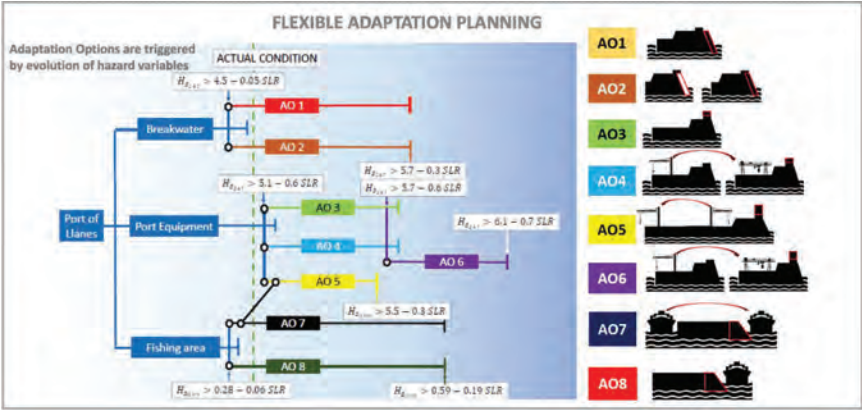 FLEXIBLE ADAPTATION PLANNING
Adaptation Options are triggered
by evolution of hazard variables
ACTUAL CONDITION
> 4.5 − 0.05 SLR
AO 1
Breakwater
AO 2
> 5.7 − 0.3 SLR
> 5.1 − 0.6 SLR
> 5.7 − 0.6 SLR
AO 3
> 6.1 − 0.7 SLR
Port of
Llanes
Port Equipment
AO 4
AO 6
AO 5
> 5.5 − 0.3 SLR
AO 7
Fishing area
AO 8
> 0.28 − 0.06 SLR
> 0.59 − 0.19 SLR
AO1
AO2
AO3
AO4
AO5
AO6
AO7
AO8